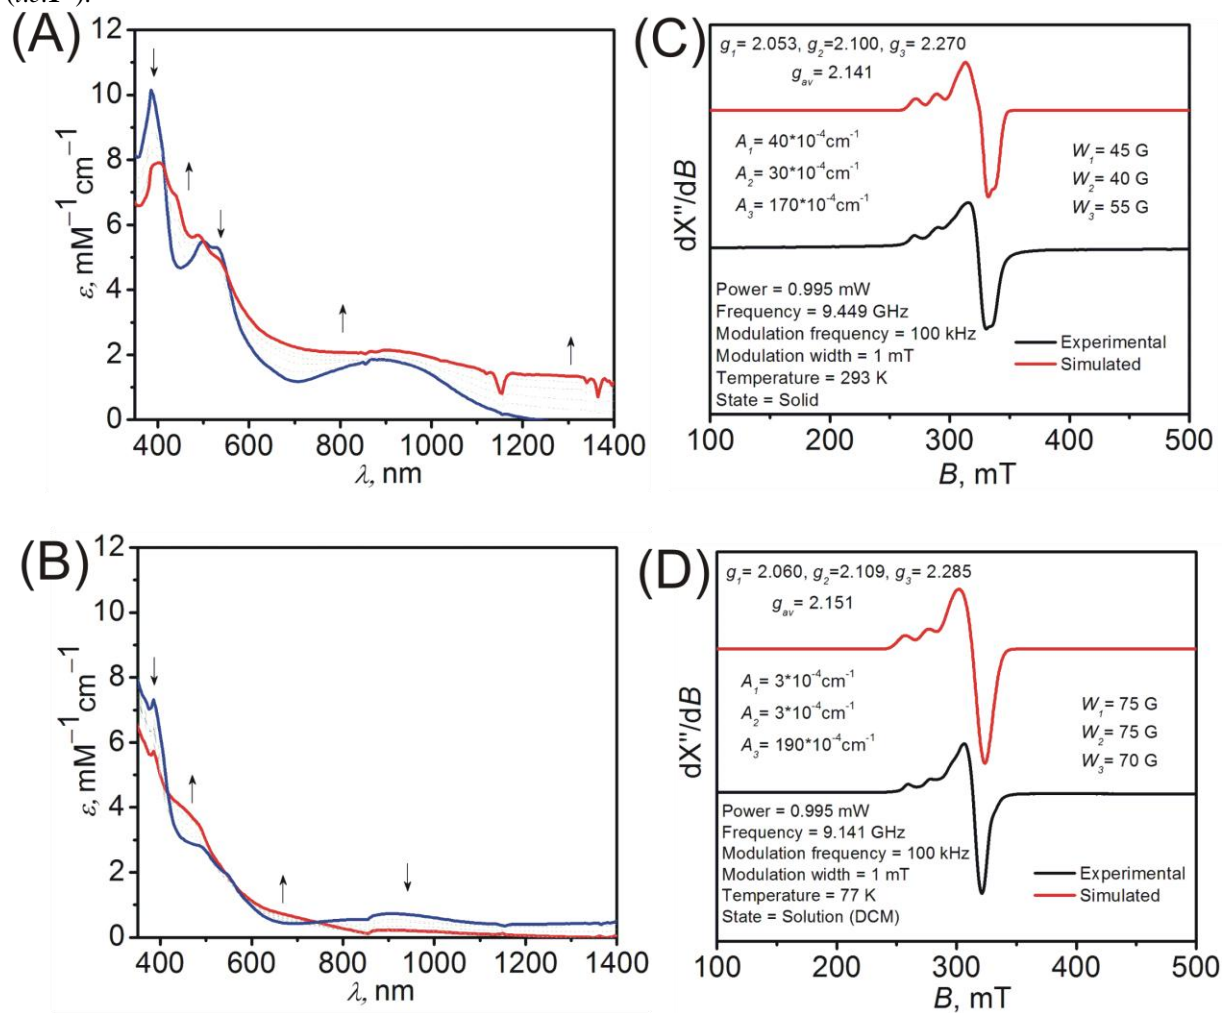 (A)
12
10
8
6
4
2
0
ε, mM⁻¹cm⁻¹
400 600 800 1000 1200 1400
λ, nm
(C)
g₁= 2.053, g₂=2.100, g₃= 2.270
gₐᵥ= 2.141
A₁= 40*10⁻⁴cm⁻¹
A₂= 30*10⁻⁴cm⁻¹
A₃= 170*10⁻⁴cm⁻¹
W₁= 45 G
W₂= 40 G
W₃= 55 G
dX"/dB
Power = 0.995 mW
Frequency = 9.449 GHz
Modulation frequency = 100 kHz
Modulation width = 1 mT
Temperature = 293 K
State = Solid
Experimental
Simulated
100 200 300 400 500
B, mT
(B)
12
10
8
6
4
2
0
ε, mM⁻¹cm⁻¹
400 600 800 1000 1200 1400
λ, nm
(D)
g₁= 2.060, g₂=2.109, g₃= 2.285
gₐᵥ= 2.151
A₁= 3*10⁻⁴cm⁻¹
A₂= 3*10⁻⁴cm⁻¹
A₃= 190*10⁻⁴cm⁻¹
W₁= 75 G
W₂= 75 G
W₃= 70 G
dX"/dB
Power = 0.995 mW
Frequency = 9.141 GHz
Modulation frequency = 100 kHz
Modulation width = 1 mT
Temperature = 77 K
State = Solution (DCM)
Experimental
Simulated
100 200 300 400 500
B, mT